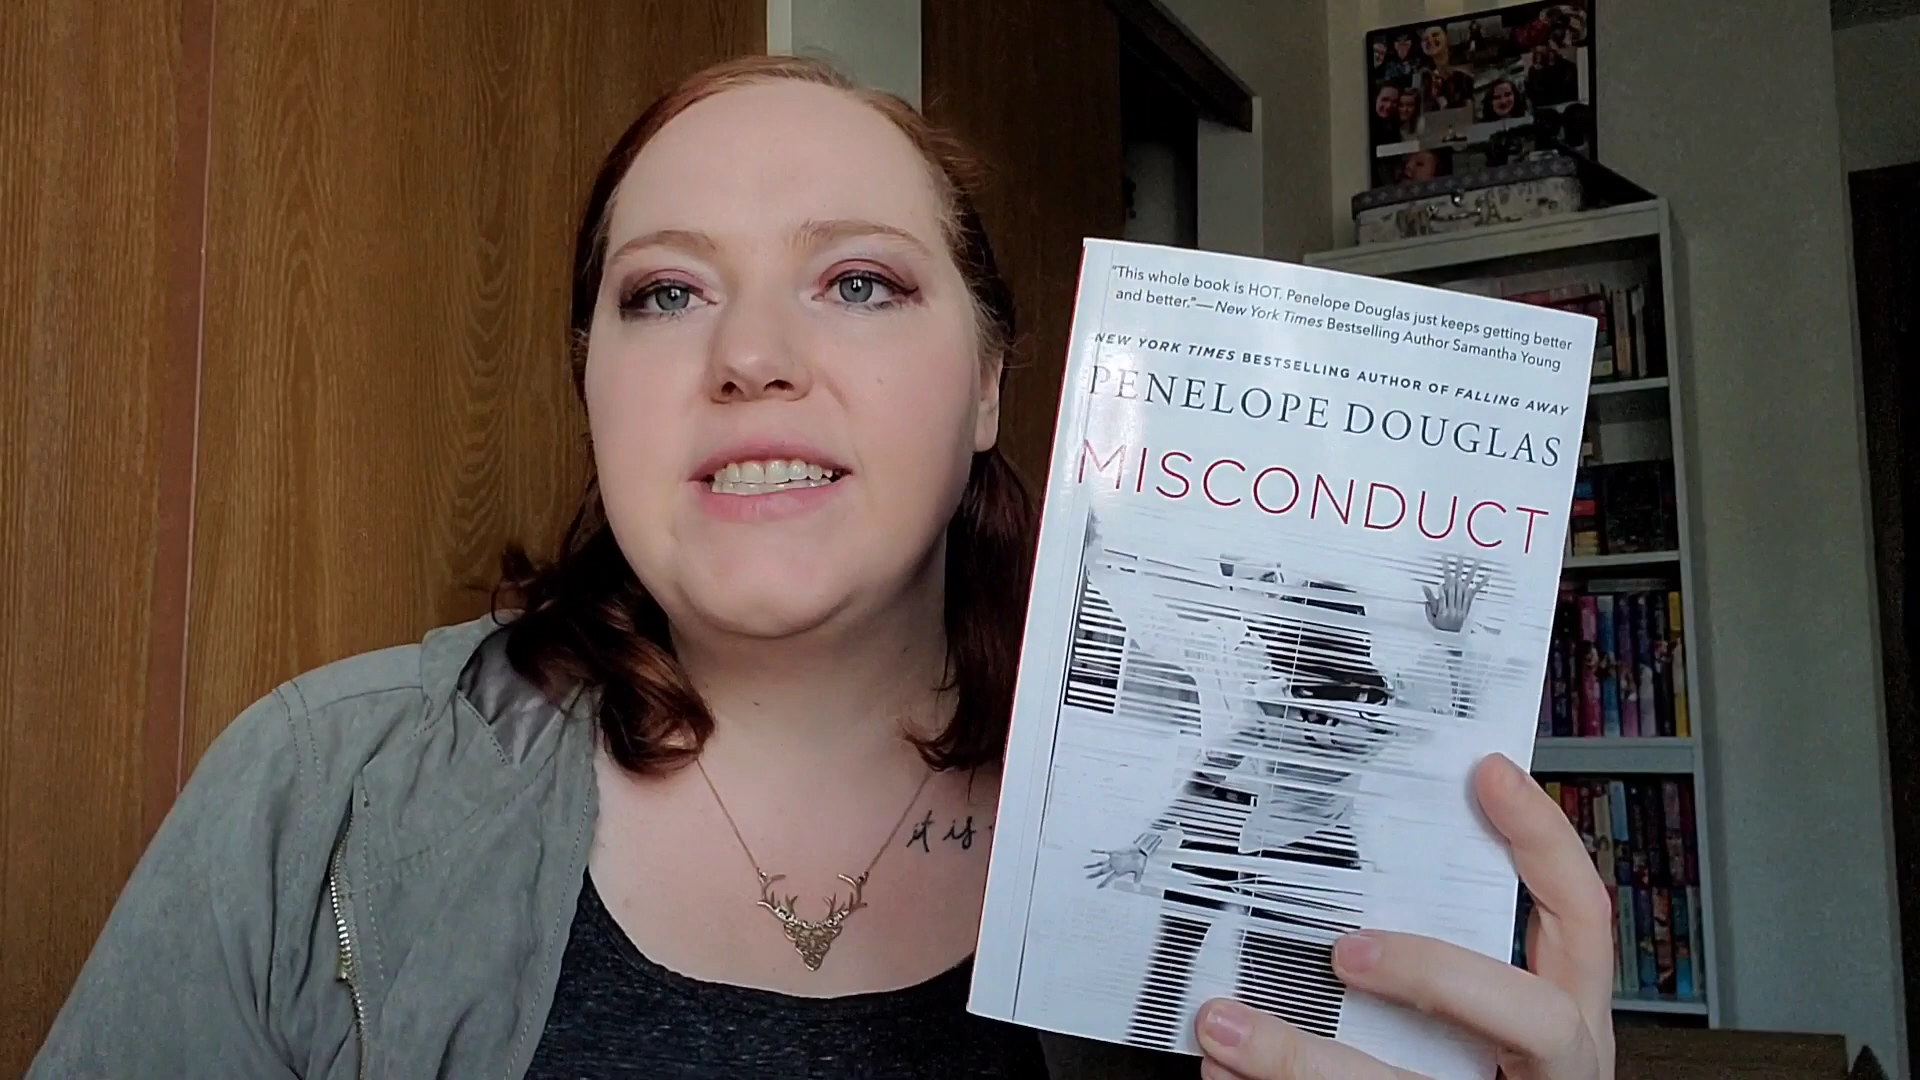 "This whole book is HOT. Penelope Douglas just keeps getting better
and better."—New York Times Bestselling Author Samantha Young
NEW YORK TIMES BESTSELLING AUTHOR OF FALLING AWAY
PENELOPE DOUGLAS
MISCONDUCT
it is